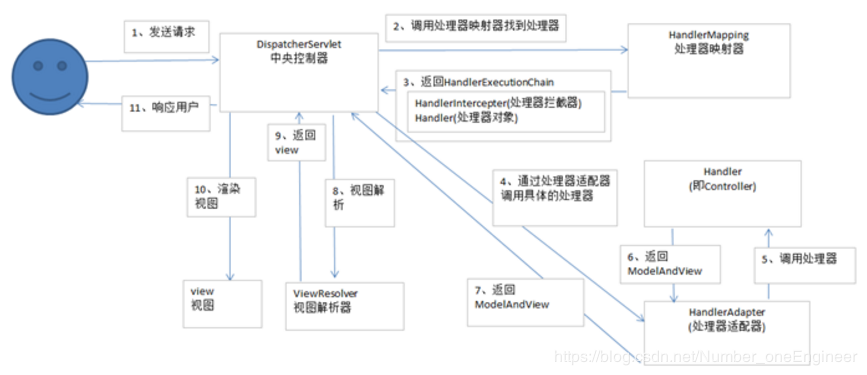 1、发送请求
DispatcherServlet
中央控制器
2、调用处理器映射器找到处理器
HandlerMapping
处理器映射器
3、返回HandlerExecutionChain
HandlerIntercepter(处理器拦截器)
Handler(处理器对象)
11、响应用户
9、返回
view
10、渲染
视图
8、视图解
析
4、通过处理器适配器
调用具体的处理器
Handler
(即Controller)
6、返回
ModelAndView
5、调用处理器
7、返回
ModelAndView
view
视图
ViewResolver
视图解析器
HandlerAdapter
(处理器适配器)
https://blog.csdn.net/Number_oneEngineer